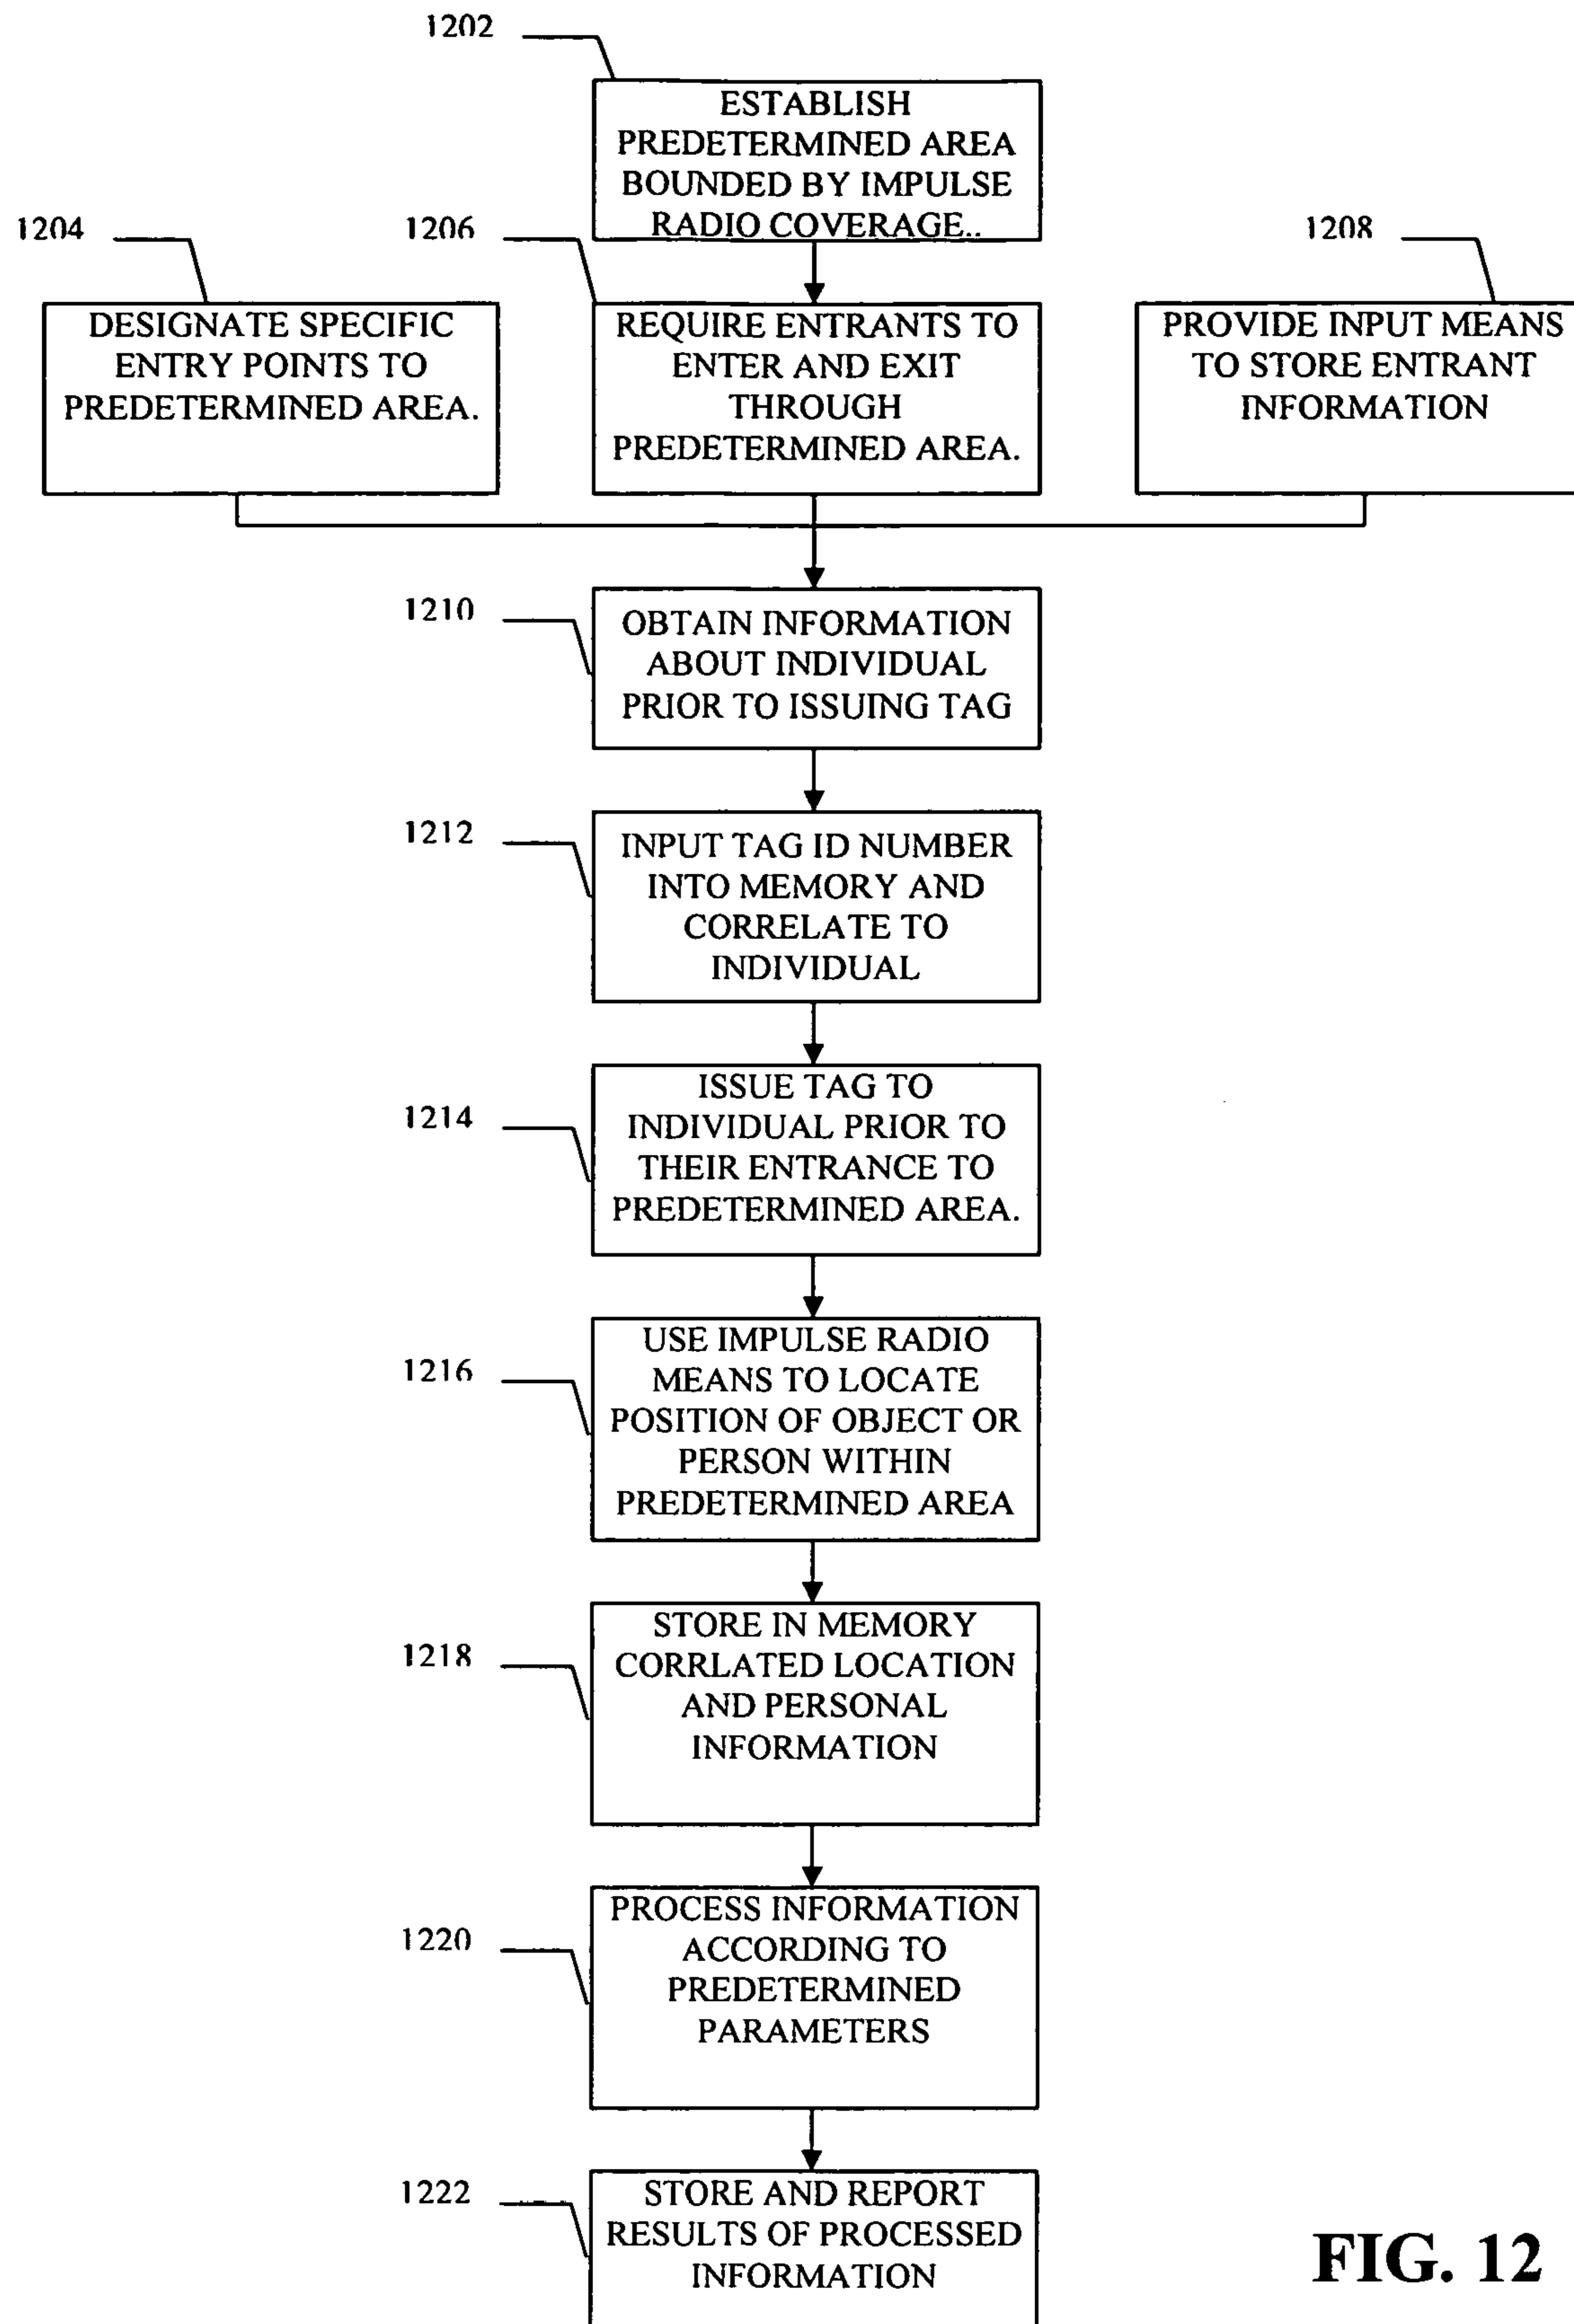 1202
ESTABLISH
PREDETERMINED AREA
BOUNDED BY IMPULSE
RADIO COVERAGE..
1204
DESIGNATE SPECIFIC
ENTRY POINTS TO
PREDETERMINED AREA.
1206
REQUIRE ENTRANTS TO
ENTER AND EXIT
THROUGH
PREDETERMINED AREA.
1208
PROVIDE INPUT MEANS
TO STORE ENTRANT
INFORMATION
1210
OBTAIN INFORMATION
ABOUT INDIVIDUAL
PRIOR TO ISSUING TAG
1212
INPUT TAG ID NUMBER
INTO MEMORY AND
CORRELATE TO
INDIVIDUAL
1214
ISSUE TAG TO
INDIVIDUAL PRIOR TO
THEIR ENTRANCE TO
PREDETERMINED AREA.
1216
USE IMPULSE RADIO
MEANS TO LOCATE
POSITION OF OBJECT OR
PERSON WITHIN
PREDETERMINED AREA
1218
STORE IN MEMORY
CORRLATED LOCATION
AND PERSONAL
INFORMATION
1220
PROCESS INFORMATION
ACCORDING TO
PREDETERMINED
PARAMETERS
1222
STORE AND REPORT
RESULTS OF PROCESSED
INFORMATION
FIG. 12